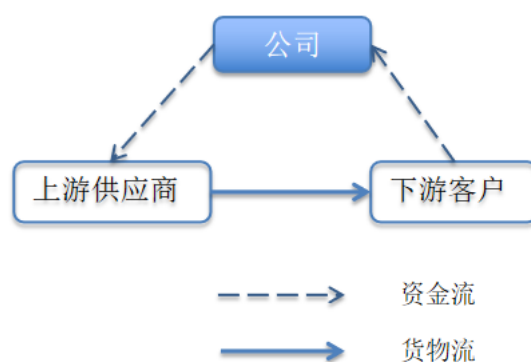 公司
上游供应商
下游客户
资金流
货物流